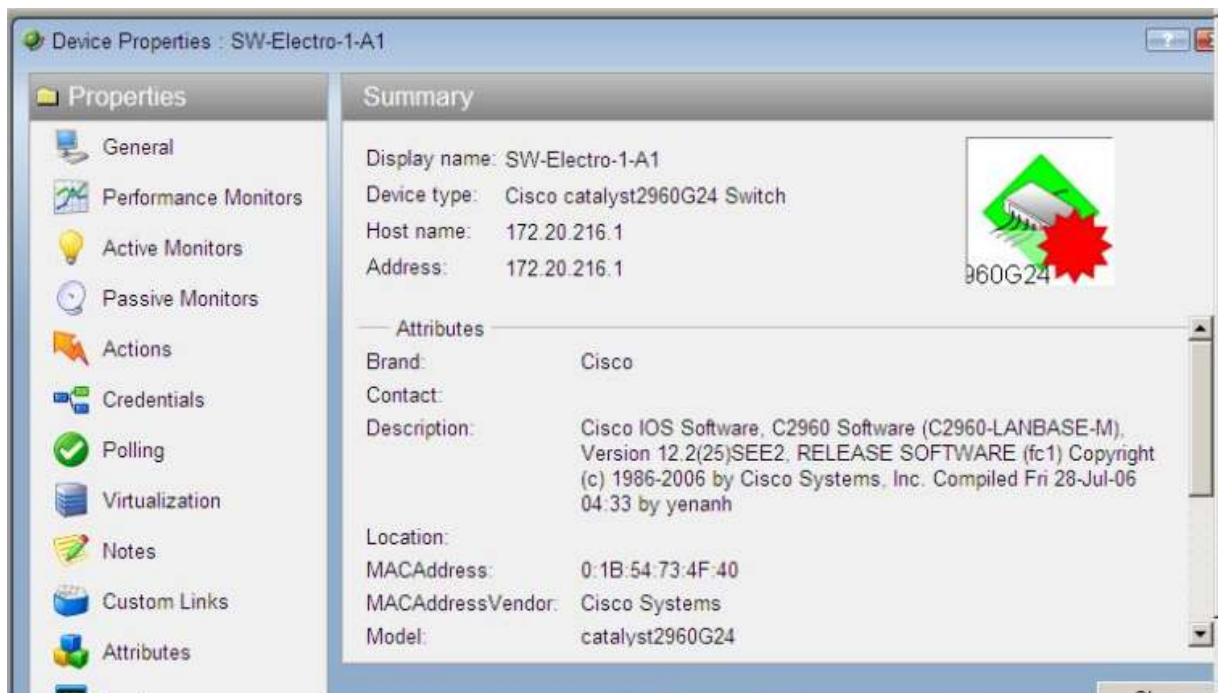 Device Properties : SW-Electro-1-A1
?
Properties
General
Performance Monitors
Active Monitors
Passive Monitors
Actions
Credentials
Polling
Virtualization
Notes
Custom Links
Attributes
Summary
Display name: SW-Electro-1-A1
Device type: Cisco catalyst2960G24 Switch
Host name: 172.20.216.1
Address: 172.20.216.1
960G24
Attributes
Brand: Cisco
Contact:
Description: Cisco IOS Software, C2960 Software (C2960-LANBASE-M),
Version 12.2(25)SEE2, RELEASE SOFTWARE (fc1) Copyright
(c) 1986-2006 by Cisco Systems, Inc. Compiled Fri 28-Jul-06
04:33 by yenanh
Location:
MACAddress: 0:1B:54:73:4F:40
MACAddressVendor: Cisco Systems
Model: catalyst2960G24